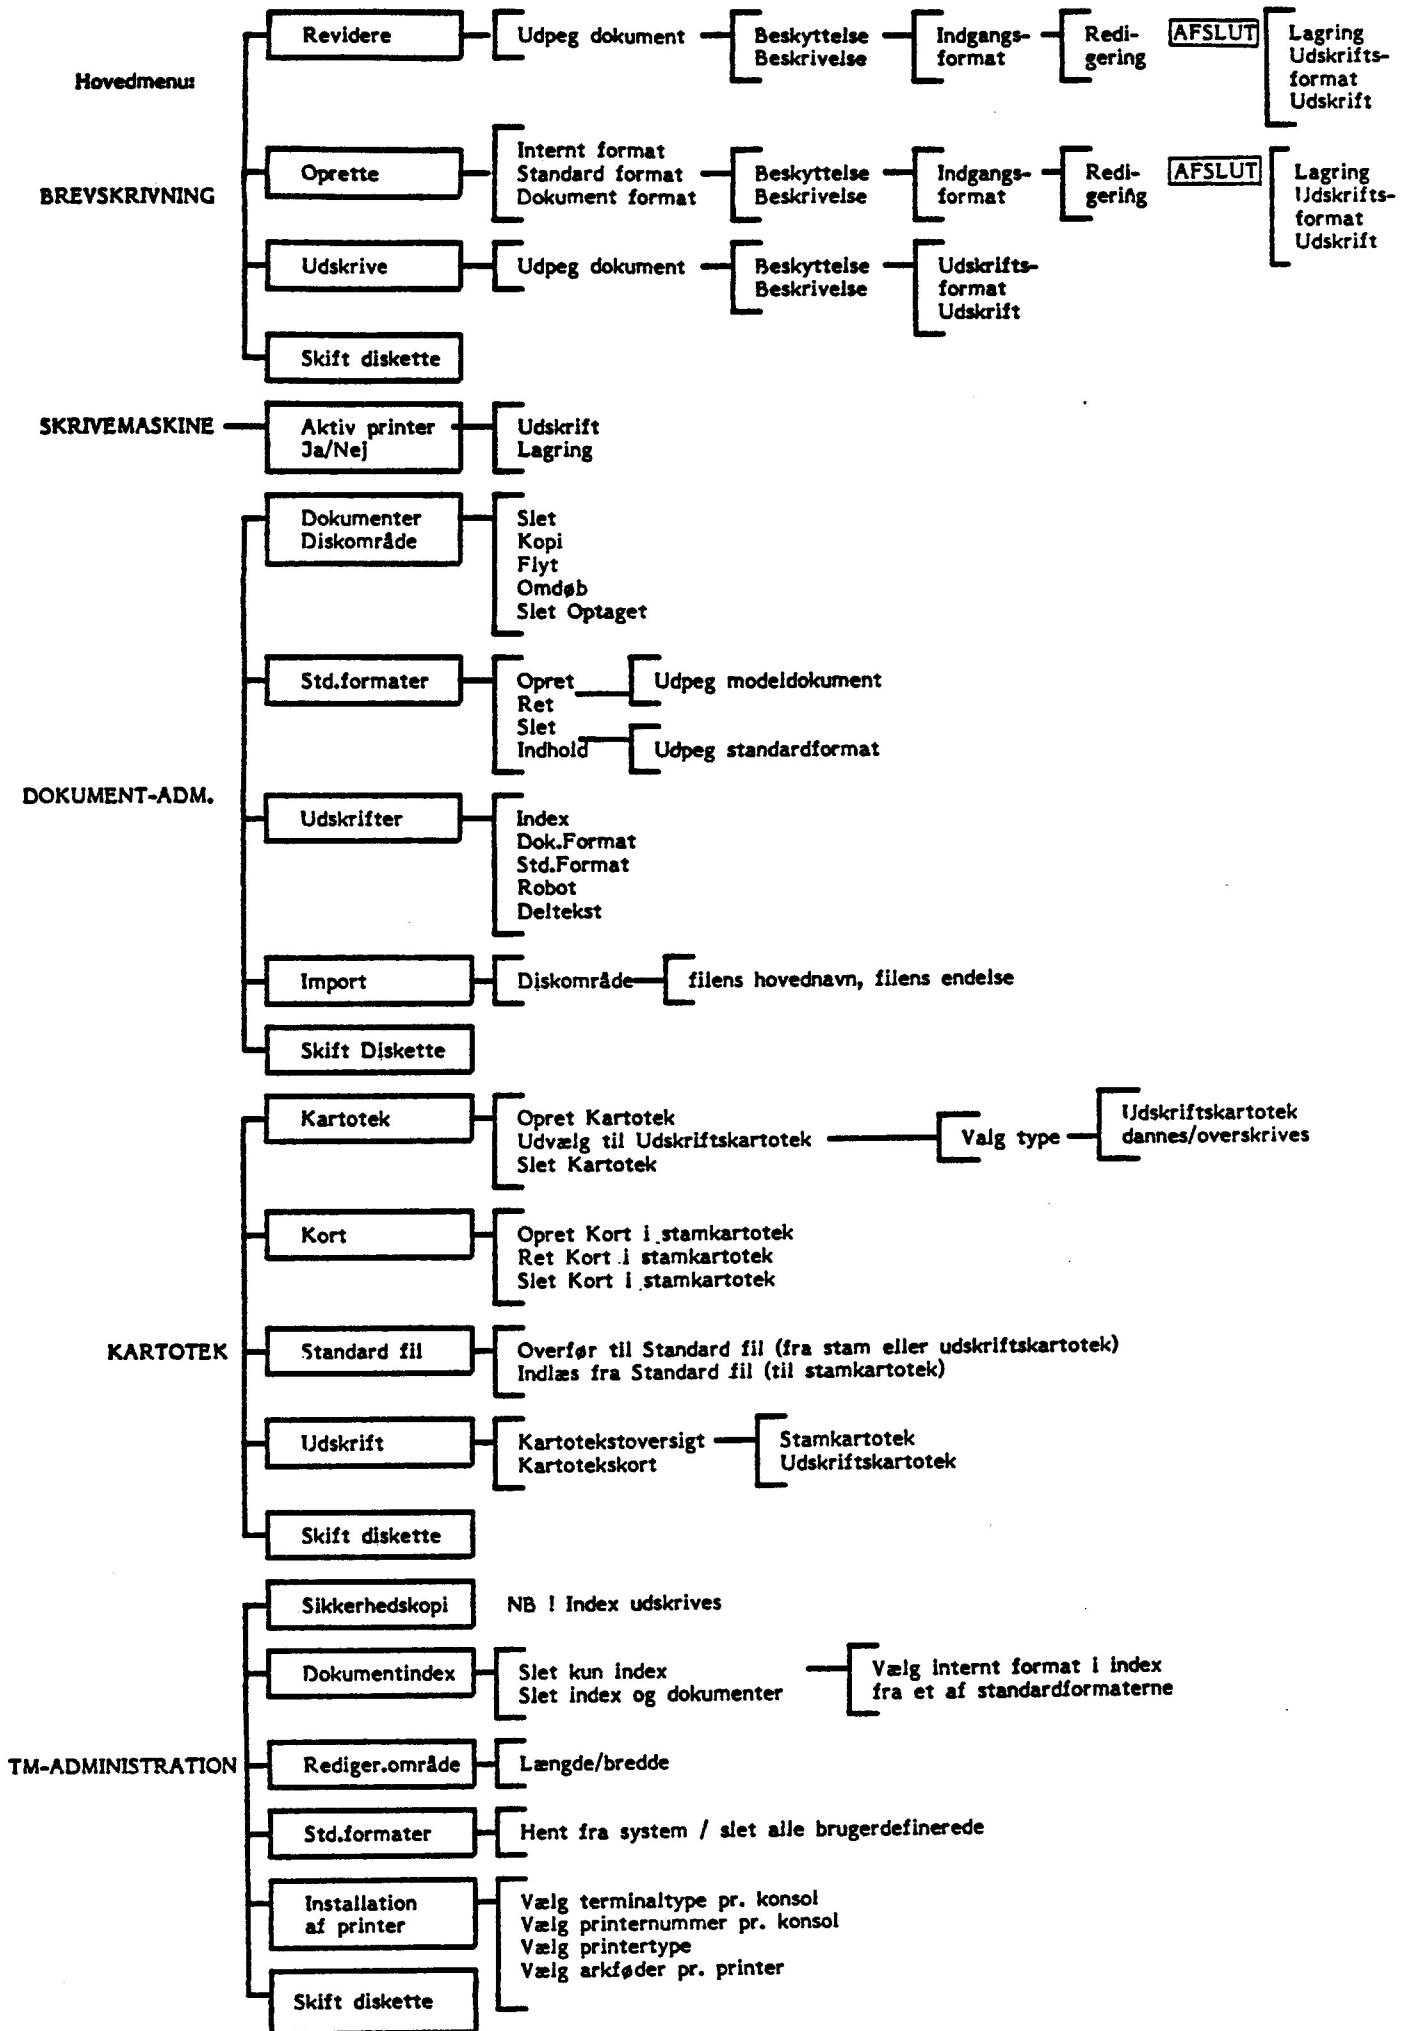 Hovedmenu:
BREVSKRIVNING
Revidere
Udpeg dokument
Beskyttelse
Beskrivelse
Indgangs-
format
Redi-
gering
AFSLUT
Lagring
Udskrifts-
format
Udskrift
Oprette
Internt format
Standard format
Dokument format
Beskyttelse
Beskrivelse
Indgangs-
format
Redi-
gering
AFSLUT
Lagring
Udskrifts-
format
Udskrift
Udskrive
Udpeg dokument
Beskyttelse
Beskrivelse
Udskrifts-
format
Udskrift
Skift diskette
SKRIVEMASKINE
Aktiv printer
Ja/Nej
Udskrift
Lagring
DOKUMENT-ADM.
Dokumenter
Diskområde
Slet
Kopi
Flyt
Omdøb
Slet Optaget
Std.formater
Opret
Ret
Slet
Indhold
Udpeg modeldokument
Udpeg standardformat
Udskrifter
Index
Dok.Format
Std.Format
Robot
Deltekst
Import
Diskområde
filens hovednavn, filens endelse
Skift Diskette
KARTOTEK
Kartotek
Opret Kartotek
Udvælg til Udskriftskartotek
Slet Kartotek
Valg type
Udskriftskartotek
dannes/overskrives
Kort
Opret Kort i stamkartotek
Ret Kort i stamkartotek
Slet Kort i stamkartotek
Standard fil
Overfør til Standard fil (fra stam eller udskriftskartotek)
Indlæs fra Standard fil (til stamkartotek)
Udskrift
Kartotekstoversigt
Kartotekskort
Stamkartotek
Udskriftskartotek
Skift diskette
TM-ADMINISTRATION
Sikkerhedskopi
NB ! Index udskrives
Dokumentindex
Slet kun index
Slet index og dokumenter
Vælg internt format i index
fra et af standardformaterne
Rediger.område
Længde/bredde
Std.formater
Hent fra system / slet alle brugerdefinerede
Installation
af printer
Vælg terminaltype pr. konsol
Vælg printernummer pr. konsol
Vælg printertype
Vælg arkføder pr. printer
Skift diskette